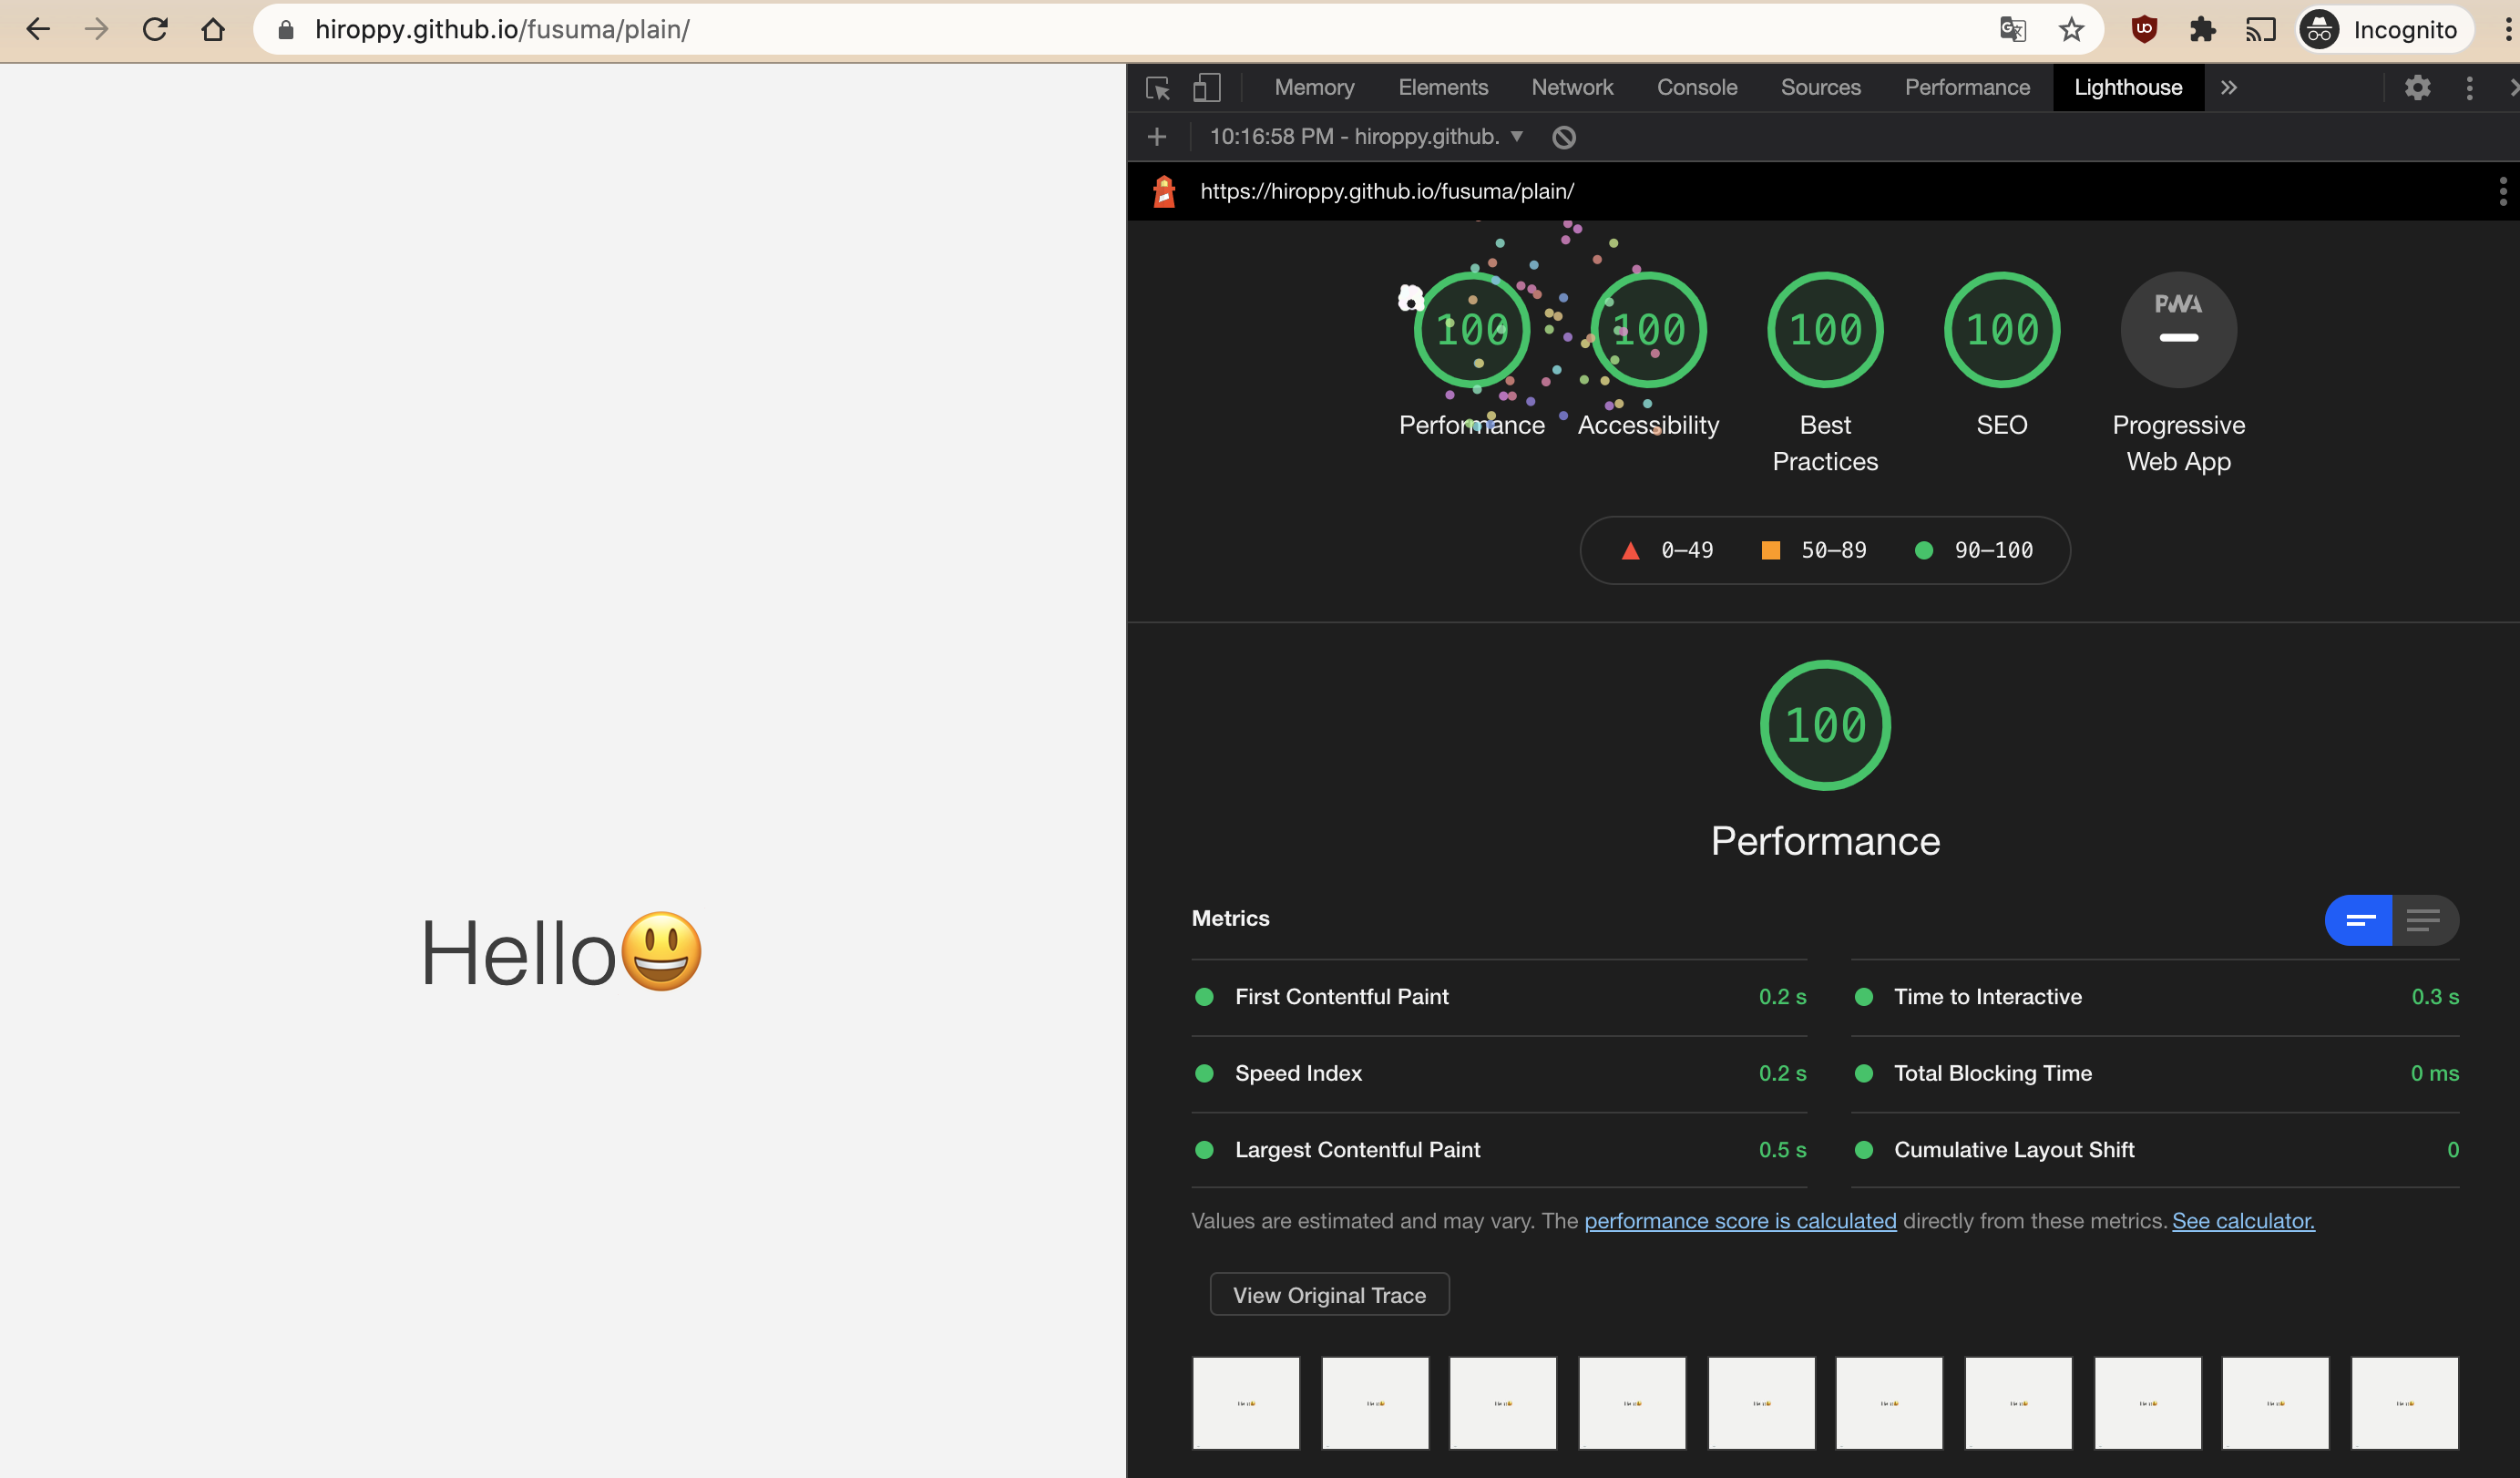 hiroppy.github.io/fusuma/plain/
Incognito
Memory Elements Network Console Sources Performance Lighthouse
10:16:58 PM - hiroppy.github.
https://hiroppy.github.io/fusuma/plain/
100 100 100 100 PWA
Performance Accessibility Best Practices SEO Progressive Web App
0–49 50–89 90–100
100
Performance
Hello😃
Metrics
First Contentful Paint 0.2 s Time to Interactive 0.3 s
Speed Index 0.2 s Total Blocking Time 0 ms
Largest Contentful Paint 0.5 s Cumulative Layout Shift 0
Values are estimated and may vary. The performance score is calculated directly from these metrics. See calculator.
View Original Trace